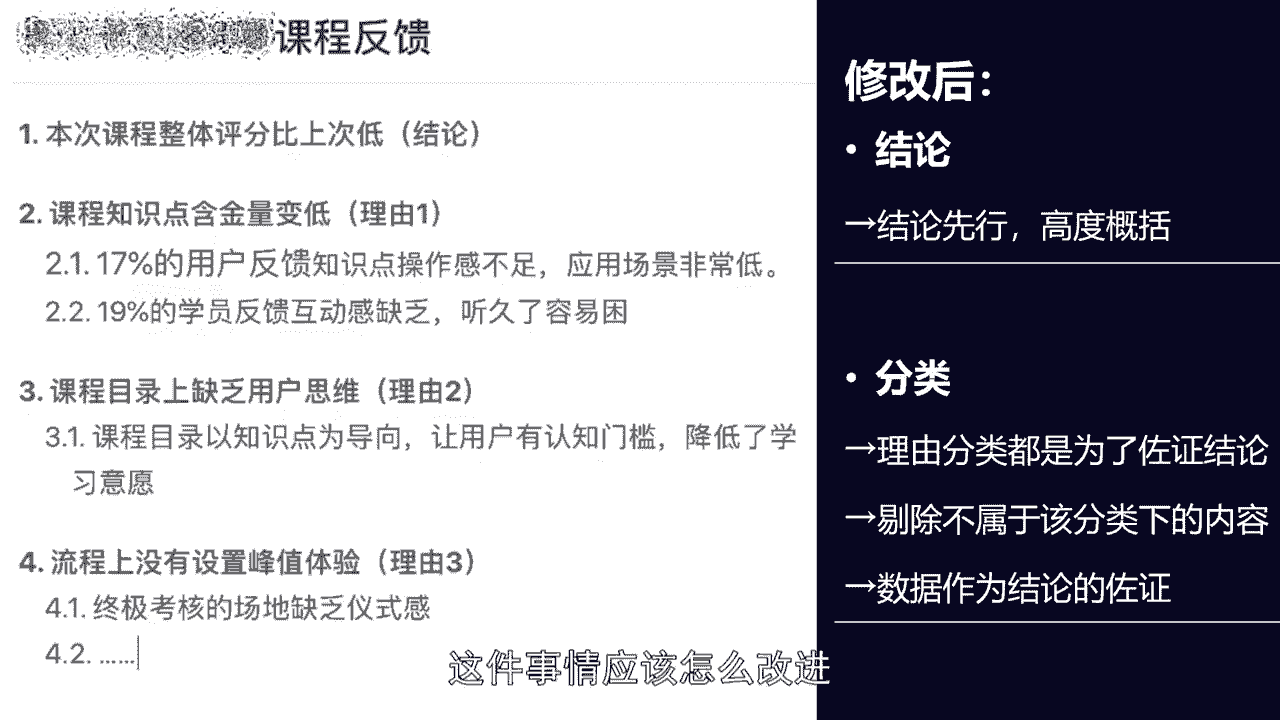 课程反馈
1. 本次课程整体评分比上次低（结论）
2. 课程知识点含金量变低（理由1）
2.1. 17%的用户反馈知识点操作感不足，应用场景非常低。
2.2. 19%的学员反馈互动感缺乏，听久了容易困
3. 课程目录上缺乏用户思维（理由2）
3.1. 课程目录以知识点为导向，让用户有认知门槛，降低了学
习意愿
4. 流程上没有设置峰值体验（理由3）
4.1. 终极考核的场地缺乏仪式感
4.2. ......
修改后：
• 结论
→结论先行，高度概括
• 分类
→理由分类都是为了佐证结论
→剔除不属于该分类下的内容
→数据作为结论的佐证
这件事情应该怎么改进